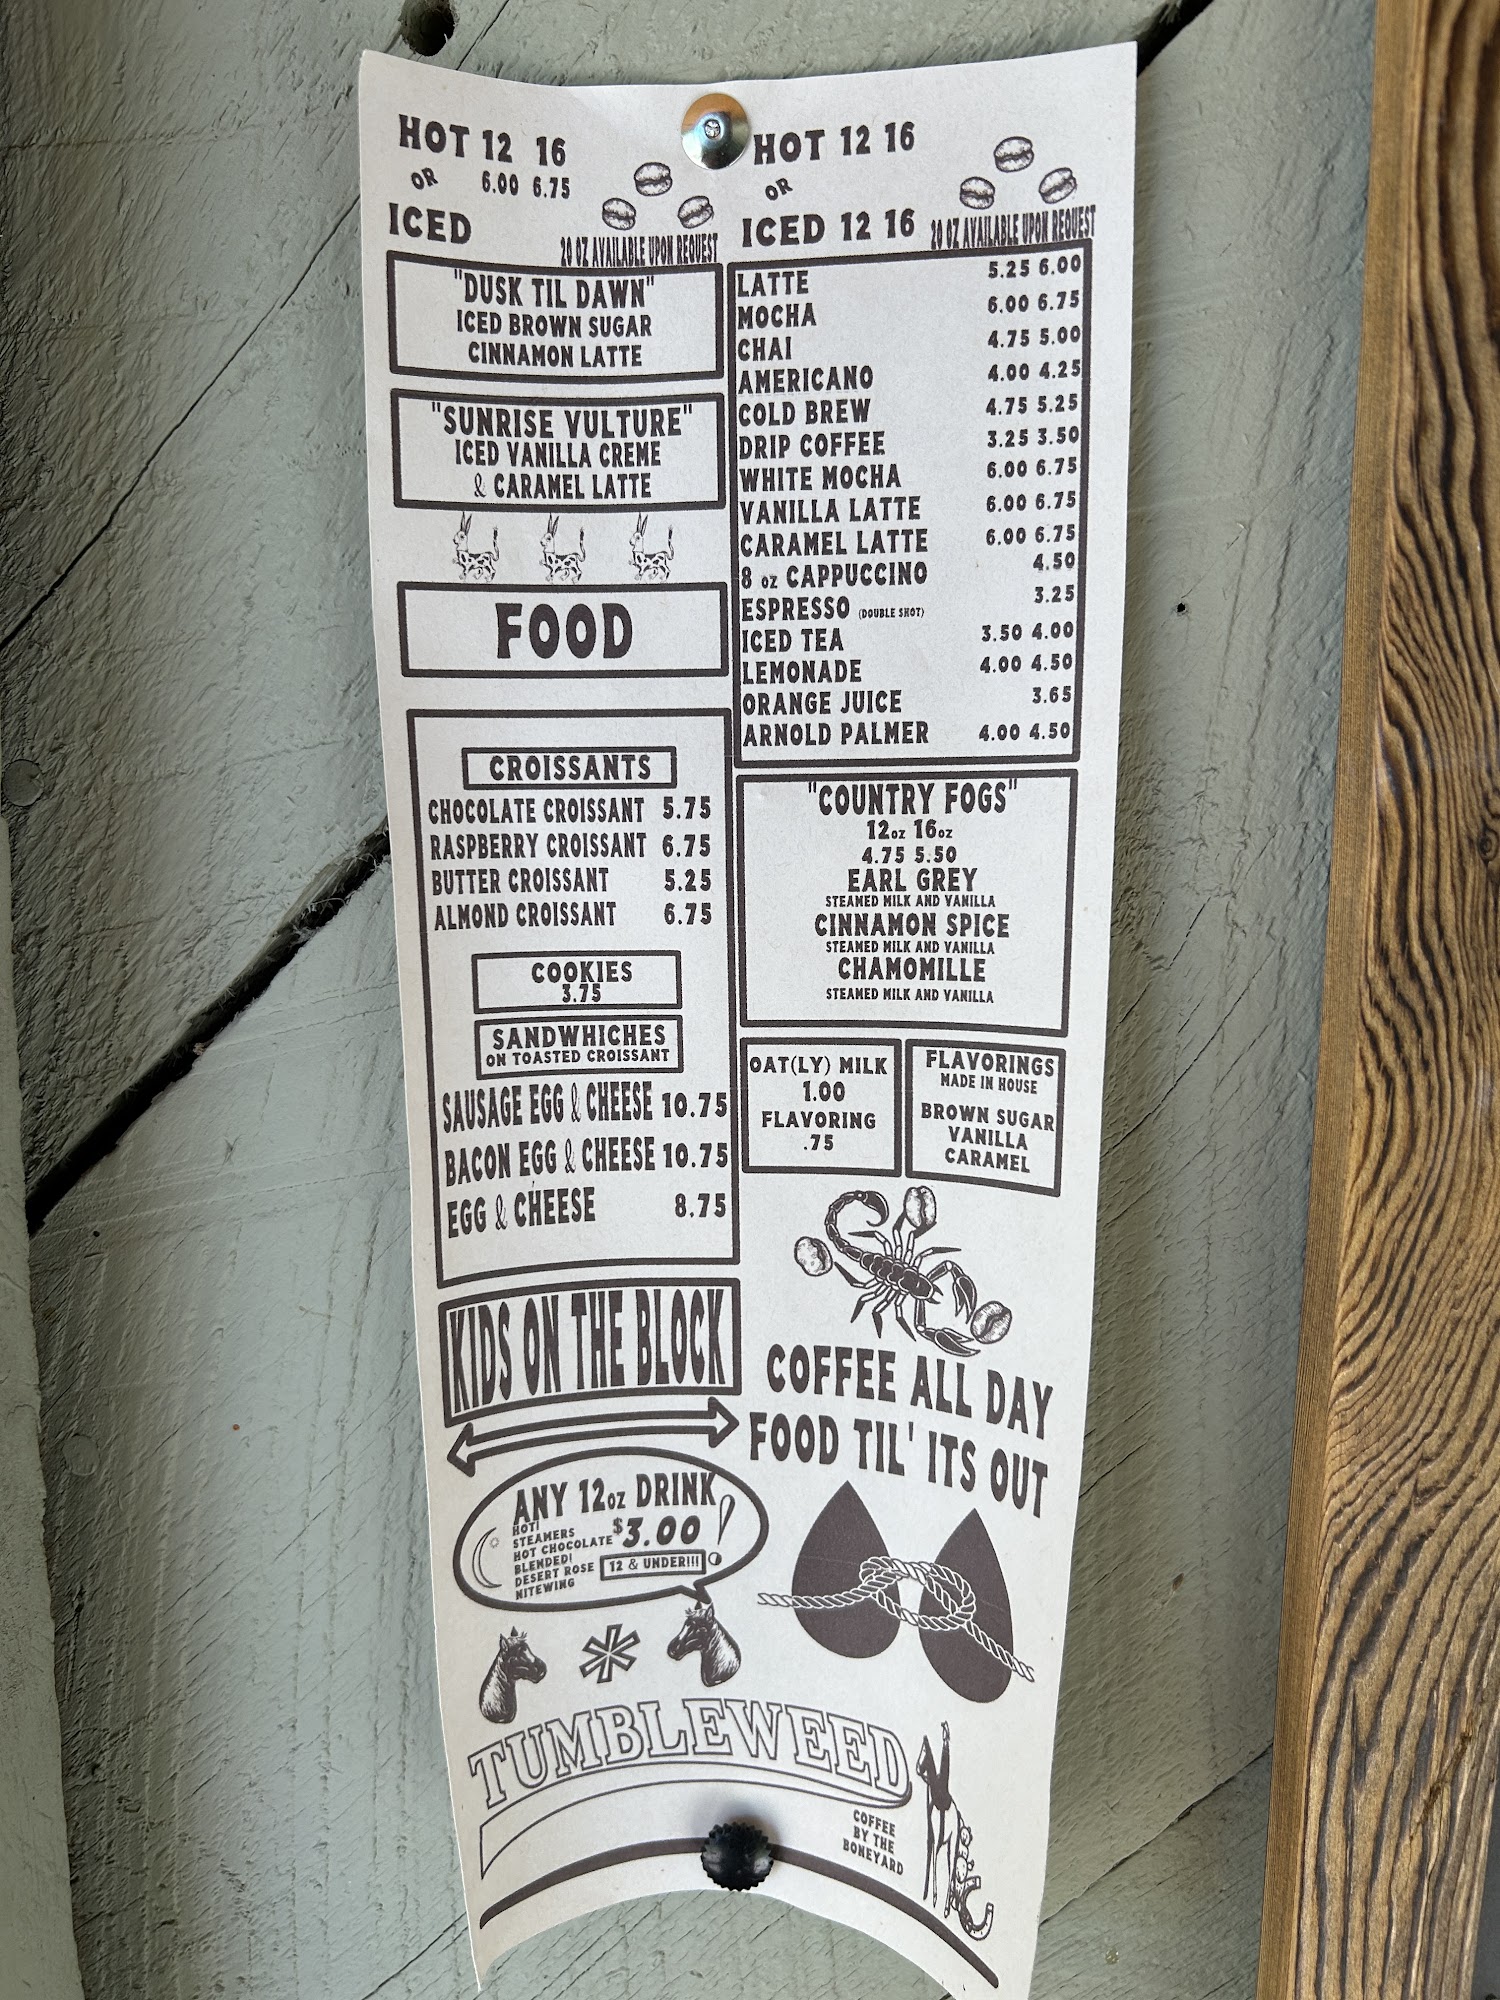 HOT 12 16
OR 6.00 6.75
ICED
20 OZ AVAILABLE UPON REQUEST
"DUSK TIL DAWN"
ICED BROWN SUGAR
CINNAMON LATTE
"SUNRISE VULTURE"
ICED VANILLA CREME
& CARAMEL LATTE
FOOD
CROISSANTS
CHOCOLATE CROISSANT 5.75
RASPBERRY CROISSANT 6.75
BUTTER CROISSANT 5.25
ALMOND CROISSANT 6.75
COOKIES
3.75
SANDWHICHES
ON TOASTED CROISSANT
SAUSAGE EGG & CHEESE 10.75
BACON EGG & CHEESE 10.75
EGG & CHEESE 8.75
KIDS ON THE BLOCK
ANY 12oz DRINK
HOT!
STEAMERS
HOT CHOCOLATE
BLENDED!
DESERT ROSE
NITEWING
$3.00!
12 & UNDER!!!
HOT 12 16
OR
ICED 12 16
20 OZ AVAILABLE UPON REQUEST
LATTE 5.25 6.00
MOCHA 6.00 6.75
CHAI 4.75 5.00
AMERICANO 4.00 4.25
COLD BREW 4.75 5.25
DRIP COFFEE 3.25 3.50
WHITE MOCHA 6.00 6.75
VANILLA LATTE 6.00 6.75
CARAMEL LATTE 6.00 6.75
8 oz CAPPUCCINO 4.50
ESPRESSO (DOUBLE SHOT) 3.25
ICED TEA 3.50 4.00
LEMONADE 4.00 4.50
ORANGE JUICE 3.65
ARNOLD PALMER 4.00 4.50
"COUNTRY FOGS"
12oz 16oz
4.75 5.50
EARL GREY
STEAMED MILK AND VANILLA
CINNAMON SPICE
STEAMED MILK AND VANILLA
CHAMOMILLE
STEAMED MILK AND VANILLA
OAT(LY) MILK
1.00
FLAVORING
.75
FLAVORINGS
MADE IN HOUSE
BROWN SUGAR
VANILLA
CARAMEL
COFFEE ALL DAY
FOOD TIL' ITS OUT
TUMBLEWEED
COFFEE
BY THE
BONEYARD